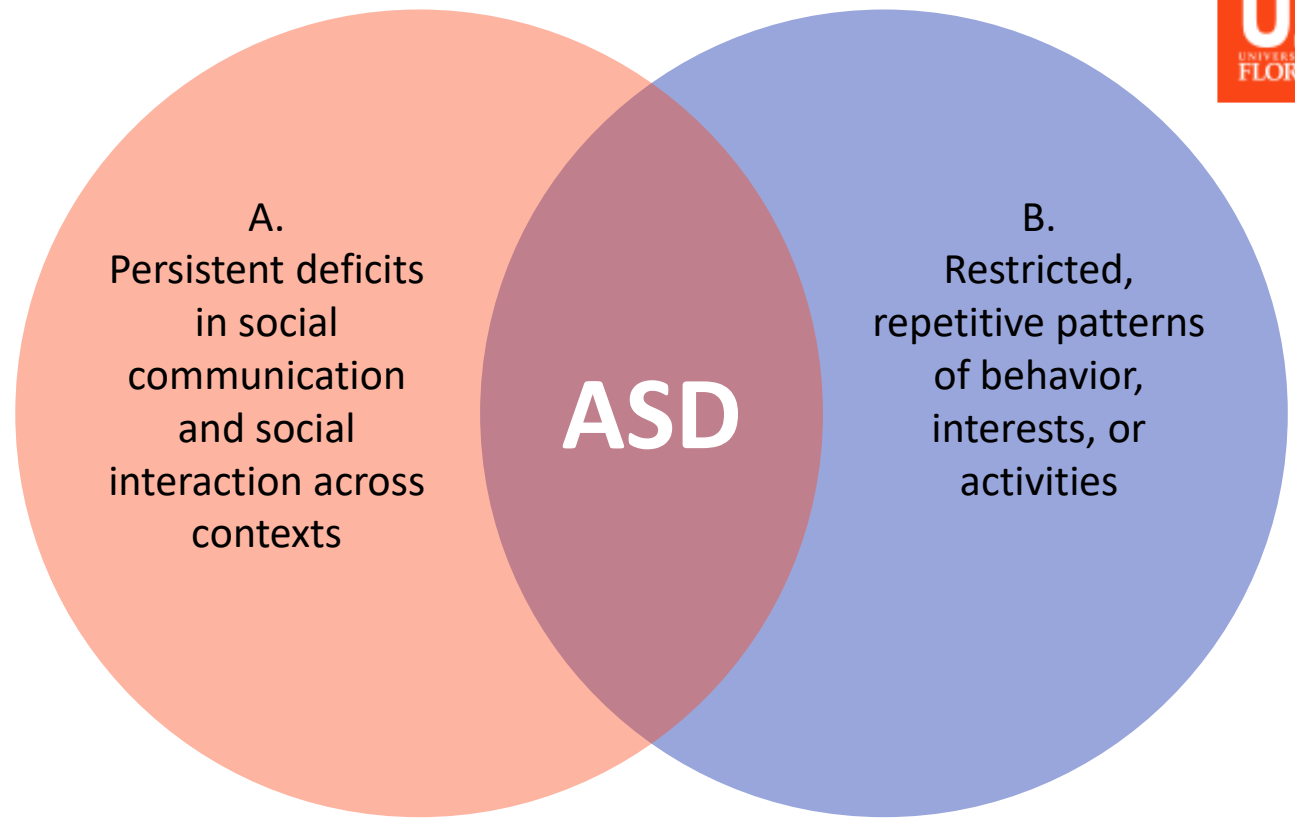 A.
Persistent deficits
in social
communication
and social
interaction across
contexts
ASD
B.
Restricted,
repetitive patterns
of behavior,
interests, or
activities